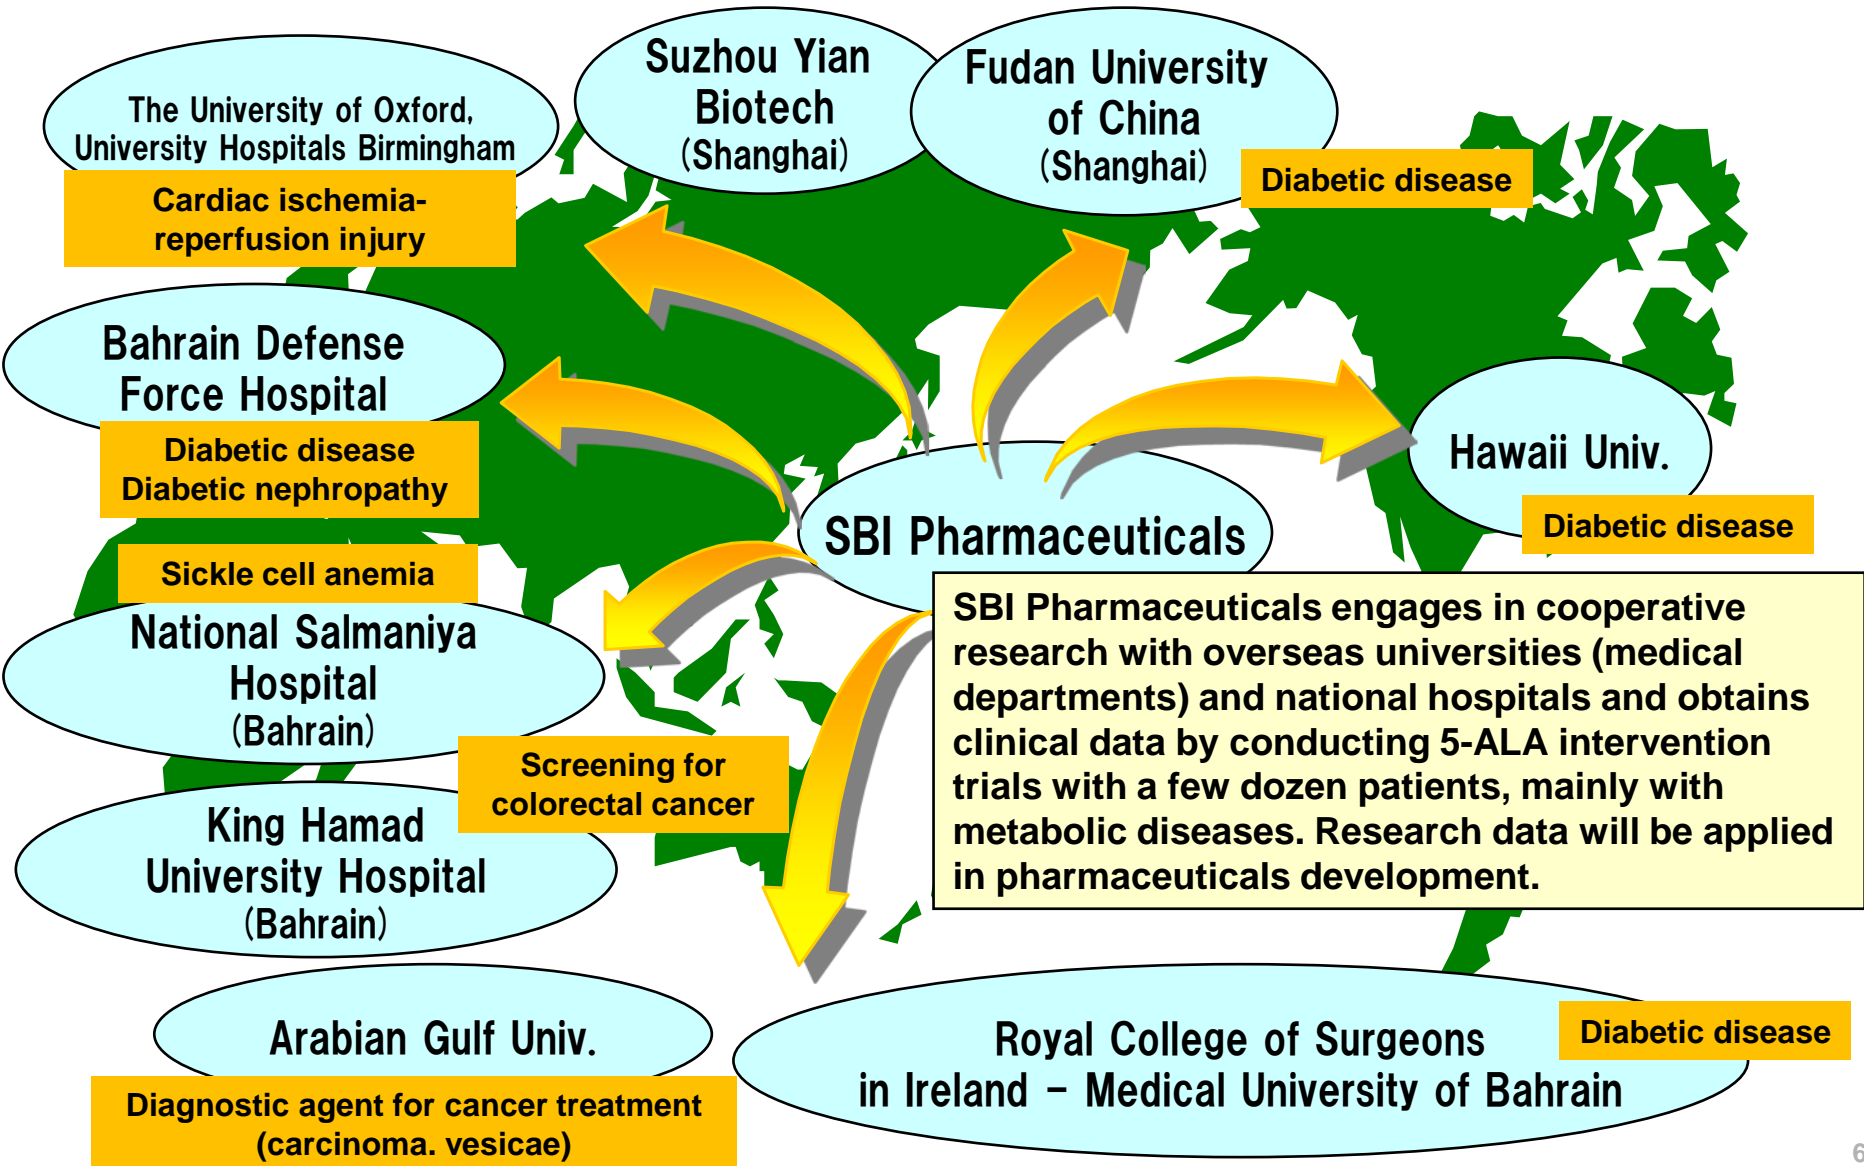 Suzhou Yian
Biotech
(Shanghai)
Fudan University
of China
(Shanghai)
Diabetic disease
The University of Oxford,
University Hospitals Birmingham
Cardiac ischemia-
reperfusion injury
Bahrain Defense
Force Hospital
Diabetic disease
Diabetic nephropathy
Hawaii Univ.
Diabetic disease
SBI Pharmaceuticals
Sickle cell anemia
National Salmaniya
Hospital
(Bahrain)
SBI Pharmaceuticals engages in cooperative
research with overseas universities (medical
departments) and national hospitals and obtains
clinical data by conducting 5-ALA intervention
trials with a few dozen patients, mainly with
metabolic diseases. Research data will be applied
in pharmaceuticals development.
Screening for
colorectal cancer
King Hamad
University Hospital
(Bahrain)
Arabian Gulf Univ.
Diagnostic agent for cancer treatment
(carcinoma. vesicae)
Royal College of Surgeons
in Ireland – Medical University of Bahrain
Diabetic disease
6